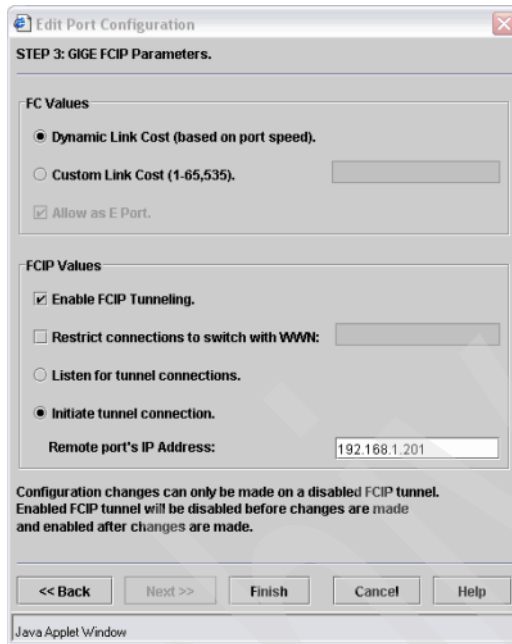 Edit Port Configuration
STEP 3: GIGE FCIP Parameters.
FC Values
Dynamic Link Cost (based on port speed).
Custom Link Cost (1-65,535).
Allow as E Port.
FCIP Values
Enable FCIP Tunneling.
Restrict connections to switch with WWN:
Listen for tunnel connections.
Initiate tunnel connection.
Remote port's IP Address: 192.168.1.201
Configuration changes can only be made on a disabled FCIP tunnel.
Enabled FCIP tunnel will be disabled before changes are made
and enabled after changes are made.
<< Back Next >> Finish Cancel Help
Java Applet Window